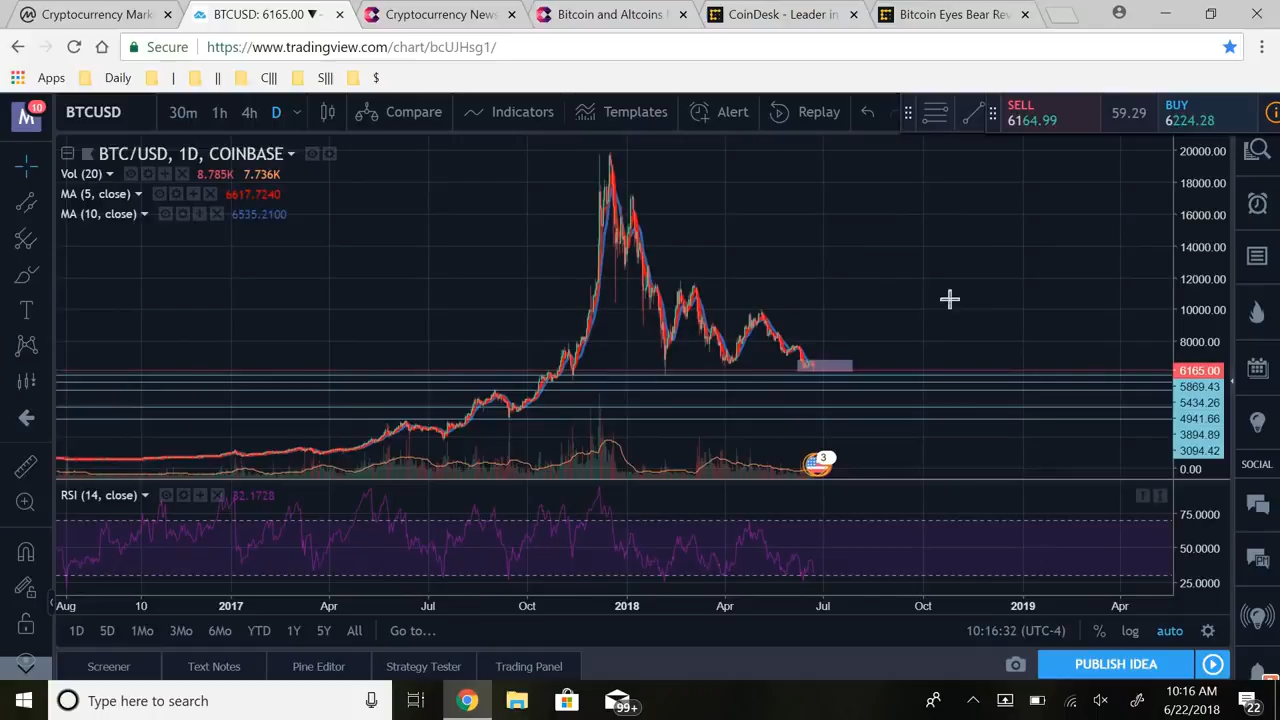 Cryptocurrency Mark
BTCUSD: 6165.00 ▼ -
Cryptocurrency News
Bitcoin and Altcoins
CoinDesk - Leader in
Bitcoin Eyes Bear Rev
Secure https://www.tradingview.com/chart/bcUJHsg1/
Apps Daily | || C||| S||| $
M 10 BTCUSD 30m 1h 4h D Compare Indicators Templates Alert Replay
SELL 6164.99 59.29 BUY 6224.28
BTC/USD, 1D, COINBASE
Vol (20) 8.785K 7.736K
MA (5, close) 6617.7240
MA (10, close) 6535.2100
20000.00
18000.00
16000.00
14000.00
12000.00
10000.00
8000.00
6165.00
5869.43
5434.26
4941.66
3894.89
3094.42
0.00
3
RSI (14, close) 32.1728
75.0000
50.0000
25.0000
SOCIAL
Aug 10 2017 Apr Jul Oct 2018 Apr Jul Oct 2019 Apr
1D 5D 1Mo 3Mo 6Mo YTD 1Y 5Y All Go to... 10:16:32 (UTC-4) % log auto
Screener Text Notes Pine Editor Strategy Tester Trading Panel PUBLISH IDEA
Type here to search 99+ 10:16 AM
6/22/2018 22